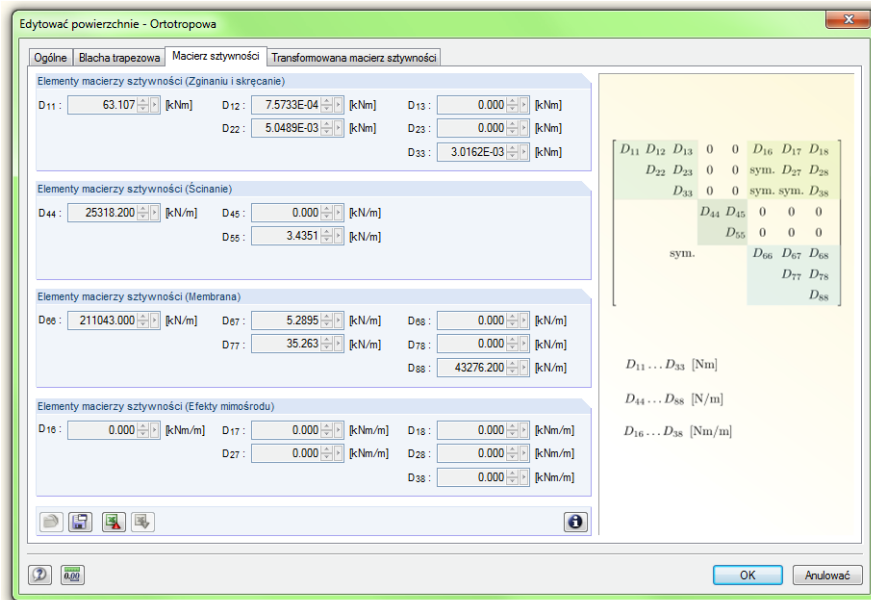 Edytować powierzchnie - Ortotropowa
Ogólne Blacha trapezowa Macierz sztywności Transformowana macierz sztywności
Elementy macierzy sztywności (Zginaniu i skręcanie)
D11 : 63.107 [kNm] D12 : 7.5733E-04 [kNm] D13 : 0.000 [kNm]
D22 : 5.0489E-03 [kNm] D23 : 0.000 [kNm]
D33 : 3.0162E-03 [kNm]
Elementy macierzy sztywności (Ścinanie)
D44 : 25318.200 [kN/m] D45 : 0.000 [kN/m]
D55 : 3.4351 [kN/m]
Elementy macierzy sztywności (Membrana)
D66 : 211043.000 [kN/m] D67 : 5.2895 [kN/m] D68 : 0.000 [kN/m]
D77 : 35.263 [kN/m] D78 : 0.000 [kN/m]
D88 : 43276.200 [kN/m]
Elementy macierzy sztywności (Efekty mimośrodu)
D16 : 0.000 [kNm/m] D17 : 0.000 [kNm/m] D18 : 0.000 [kNm/m]
D27 : 0.000 [kNm/m] D28 : 0.000 [kNm/m]
D38 : 0.000 [kNm/m]
D11 D12 D13 0 0 D16 D17 D18
D22 D23 0 0 sym. D27 D28
D33 0 0 sym. sym. D38
D44 D45 0 0 0
D55 0 0 0
sym. D66 D67 D68
D77 D78
D88
D11 ... D33 [Nm]
D44 ... D88 [N/m]
D16 ... D38 [Nm/m]
0.00
OK Anulować